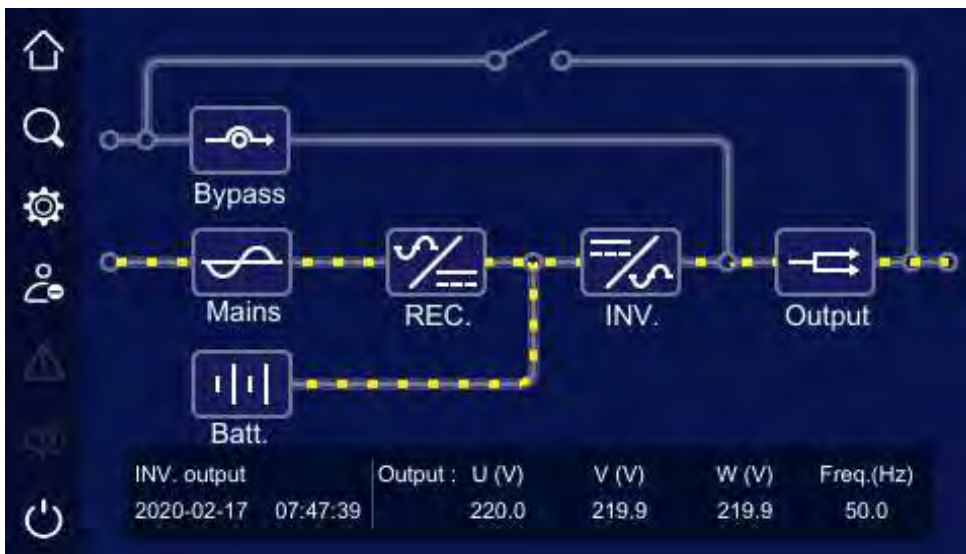 Bypass
Mains
REC.
INV.
Output
Batt.
INV. output
2020-02-17 07:47:39
Output : U (V) V (V) W (V) Freq.(Hz)
220.0 219.9 219.9 50.0